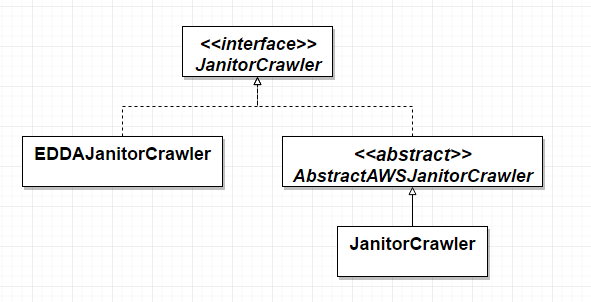 <<interface>>
JanitorCrawler
EDDAJanitorCrawler
<<abstract>>
AbstractAWSJanitorCrawler
JanitorCrawler